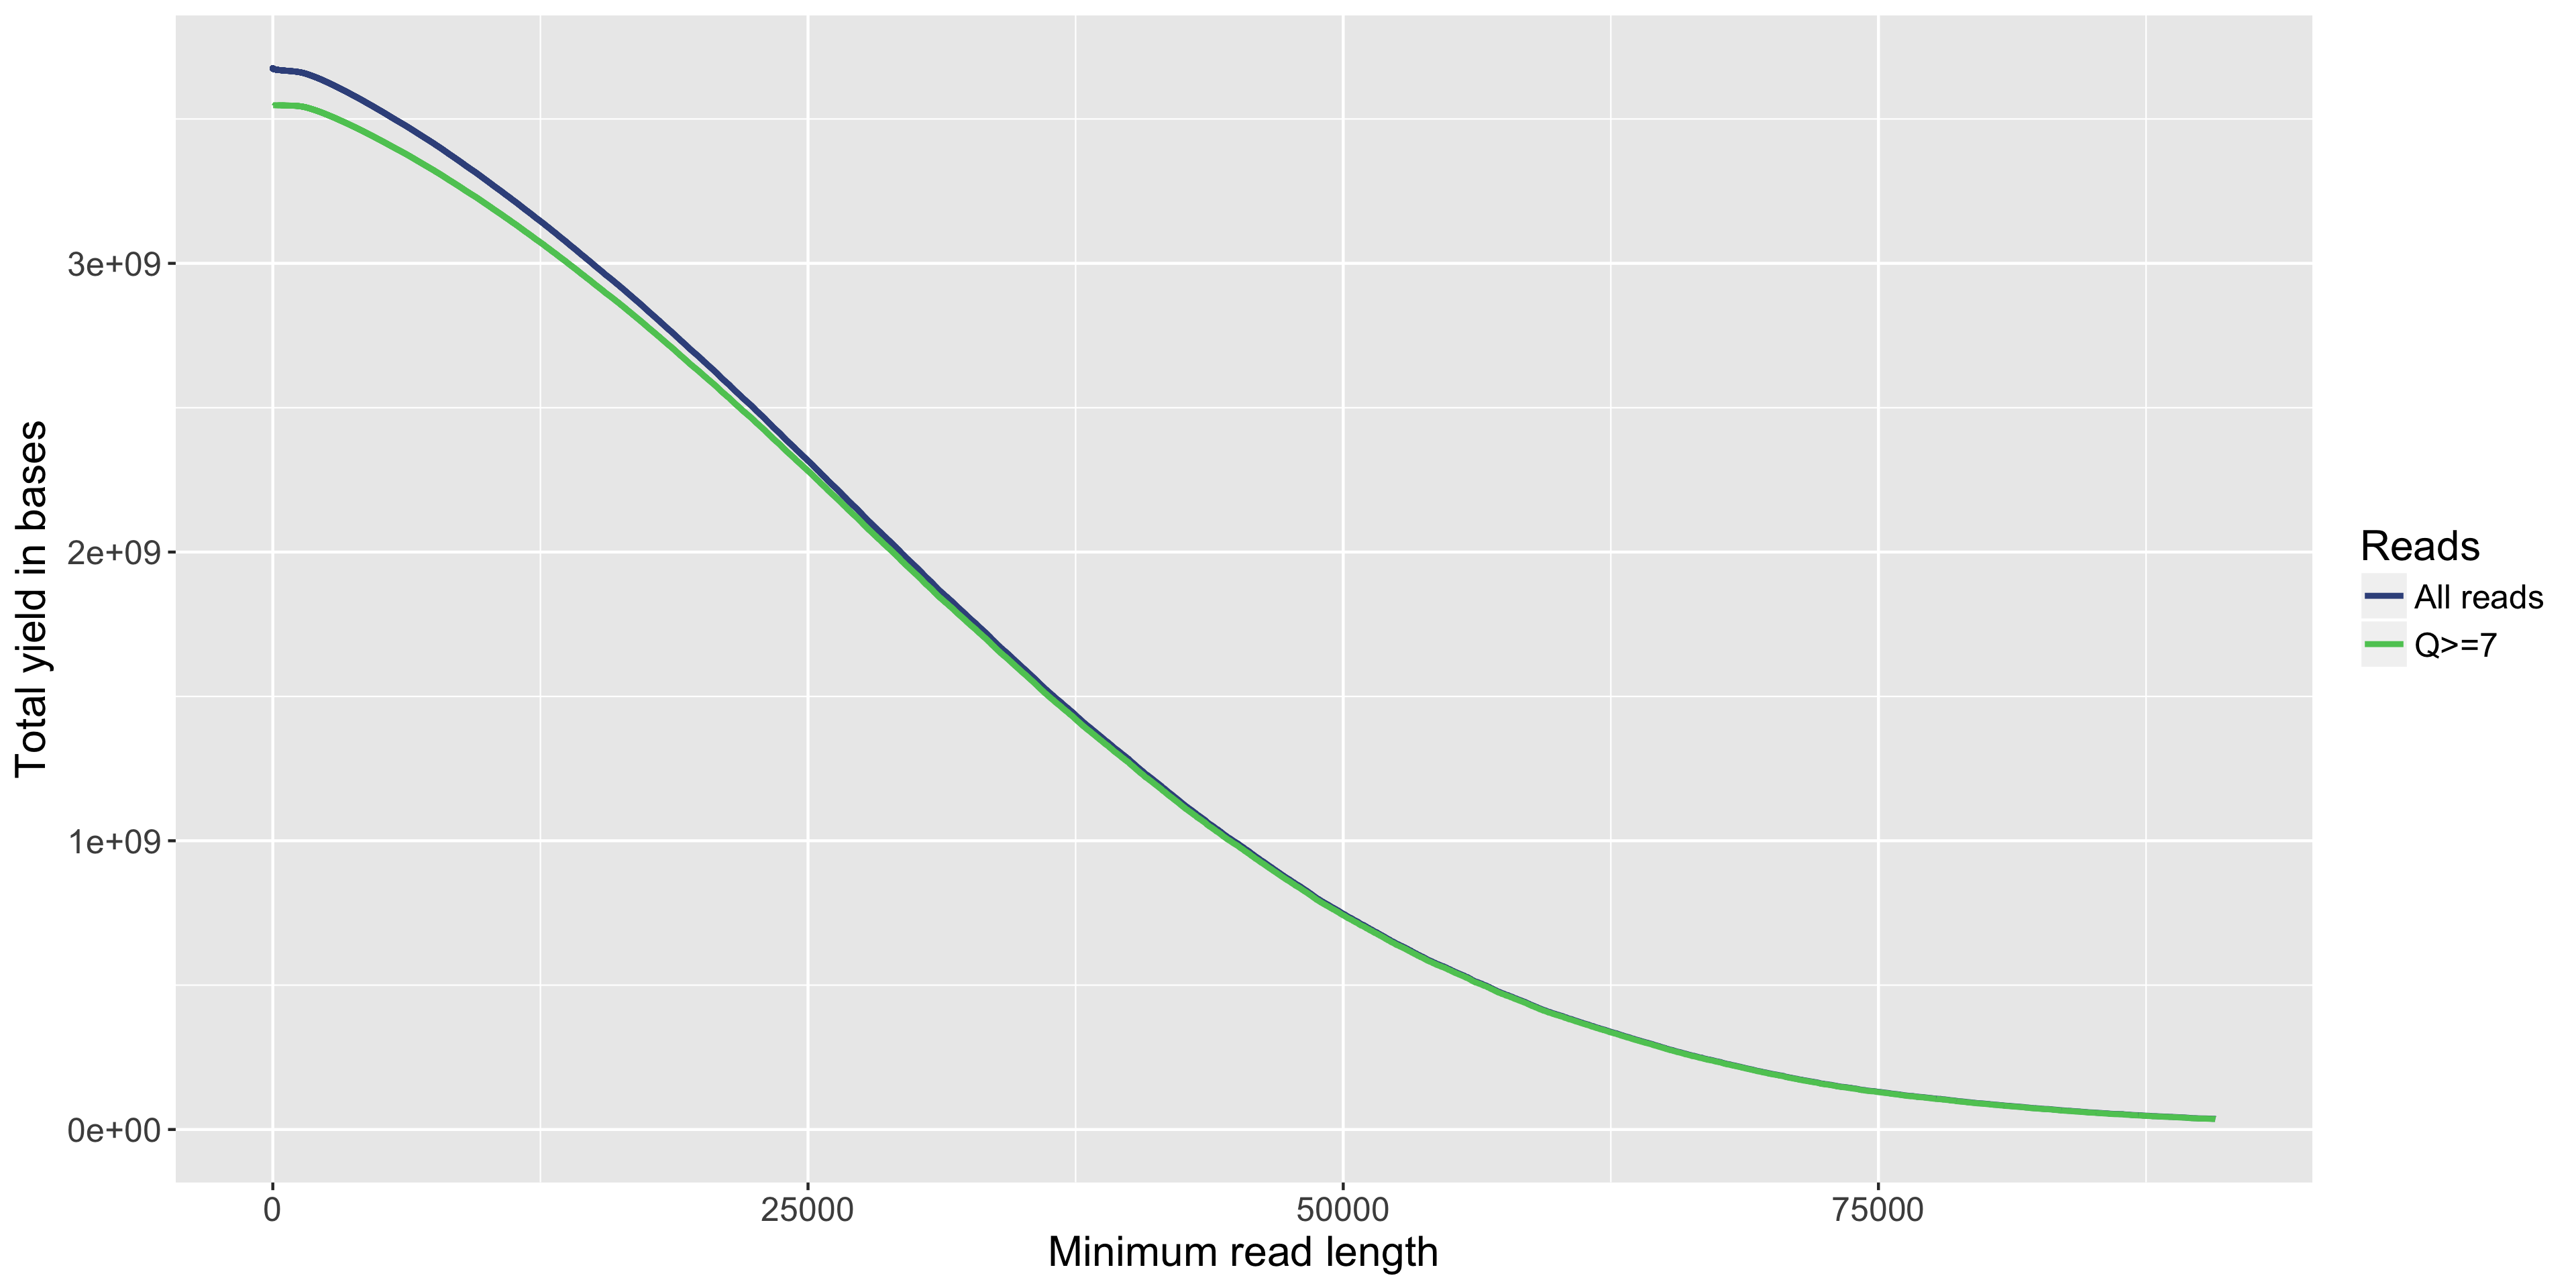 Total yield in bases
3e+09
2e+09
1e+09
0e+00
0
25000
50000
75000
Minimum read length
Reads
All reads
Q>=7